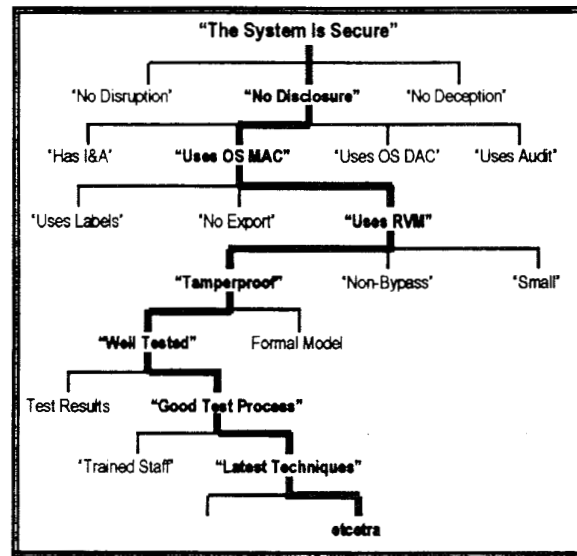 “The System Is Secure”
“No Disruption” “No Disclosure” “No Deception”
“Has I&A” “Uses OS MAC” “Uses OS DAC” “Uses Audit”
“Uses Labels” “No Export” “Uses RVM”
“Tamperproof” “Non-Bypass” “Small”
“Well Tested” Formal Model
Test Results “Good Test Process”
“Trained Staff” “Latest Techniques”
etcetra